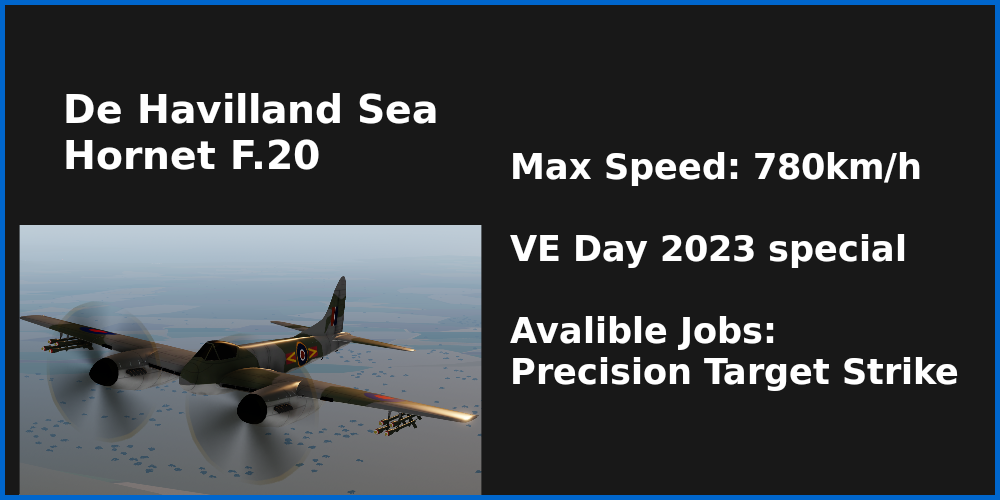 De Havilland Sea
Hornet F.20
Max Speed: 780km/h
VE Day 2023 special
Avalible Jobs:
Precision Target Strike